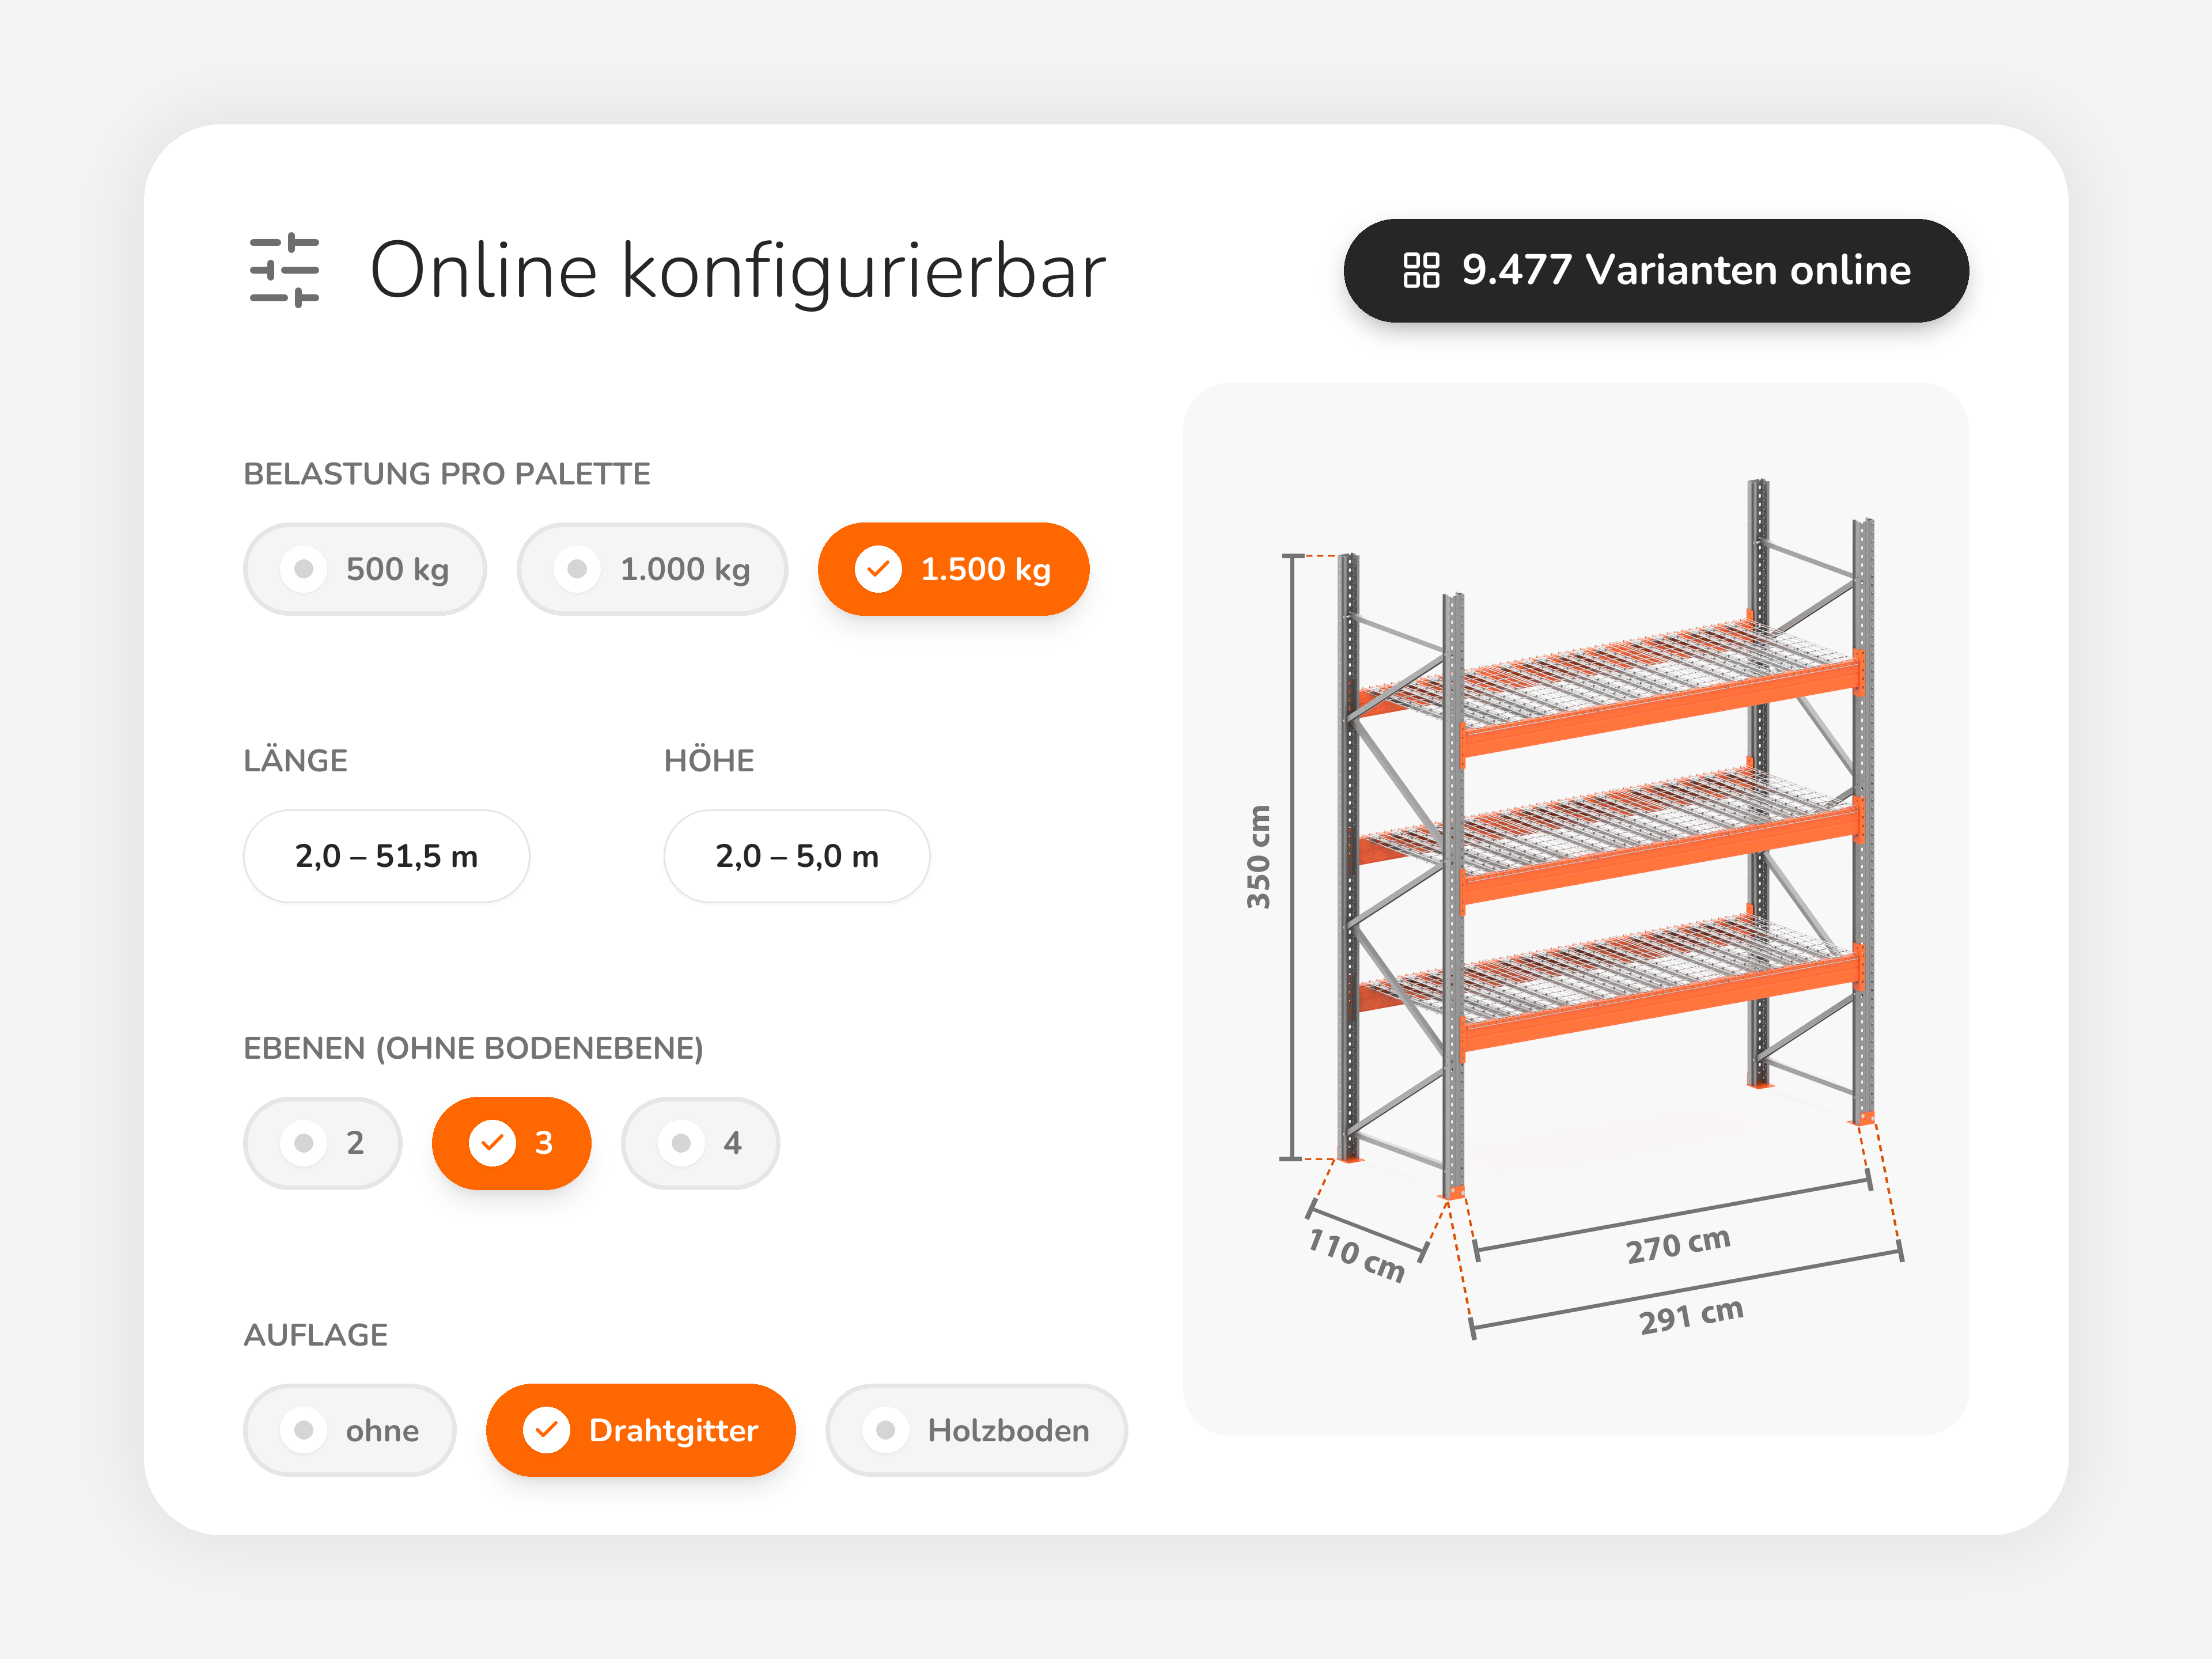 Online konfigurierbar
9.477 Varianten online
BELASTUNG PRO PALETTE
500 kg
1.000 kg
1.500 kg
LÄNGE
HÖHE
2,0 – 51,5 m
2,0 – 5,0 m
EBENEN (OHNE BODENEBENE)
2
3
4
AUFLAGE
ohne
Drahtgitter
Holzboden
350 cm
110 cm
270 cm
291 cm